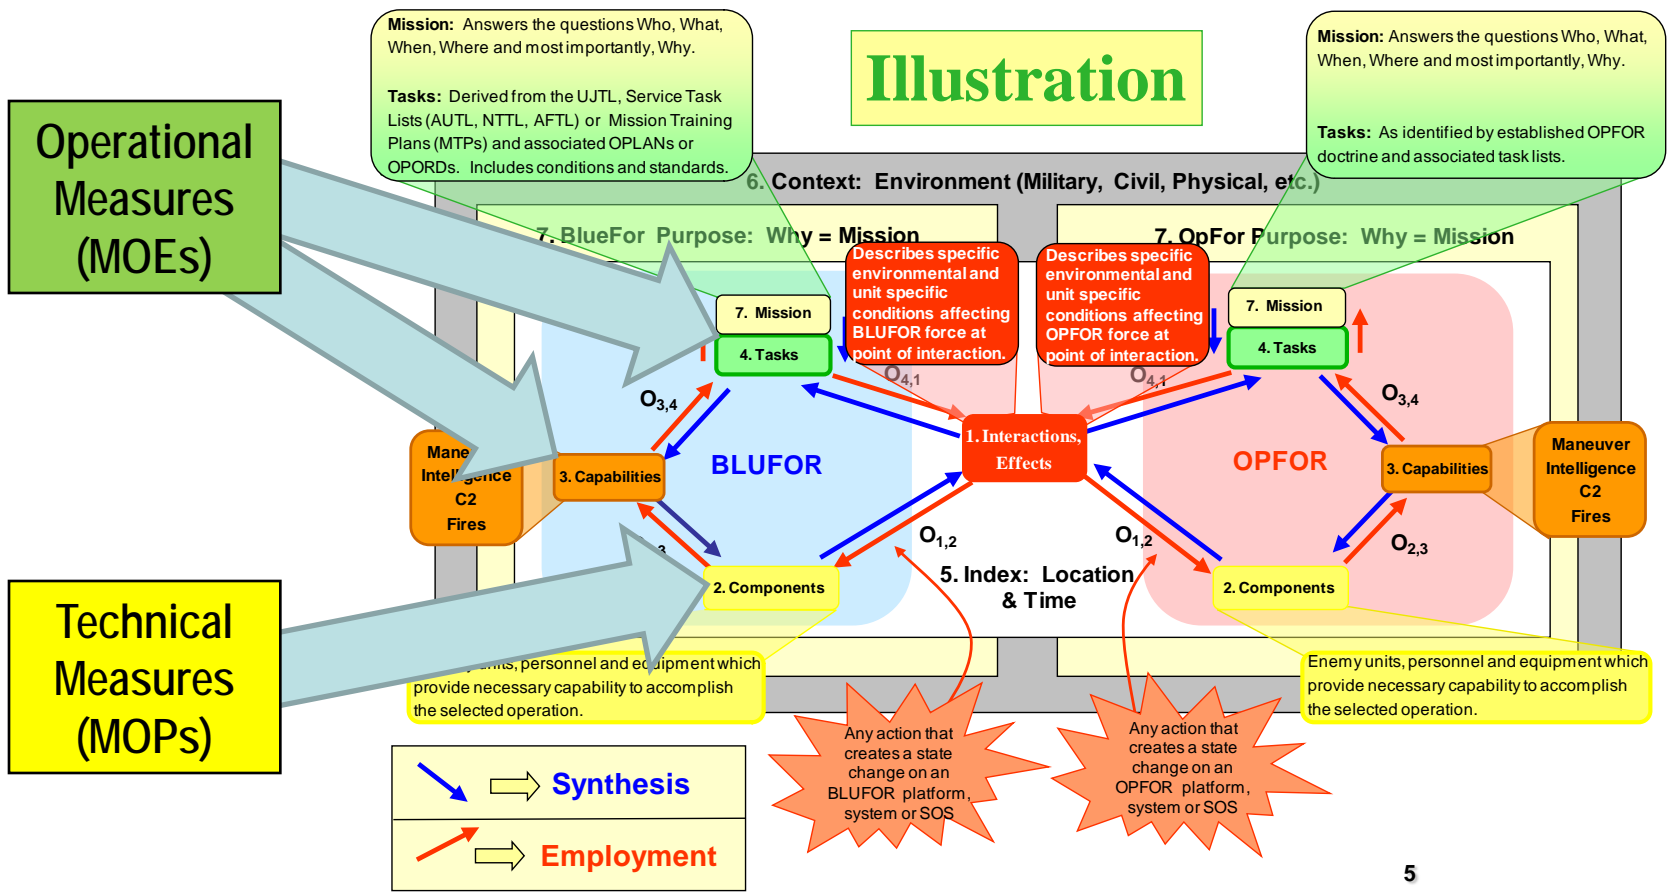 Mission: Answers the questions Who, What,
When, Where and most importantly, Why.
Tasks: Derived from the UJTL, Service Task
Lists (AUTL, NTTL, AFTL) or Mission Training
Plans (MTPs) and associated OPLANs or
OPORDs. Includes conditions and standards.
Illustration
Mission: Answers the questions Who, What,
When, Where and most importantly, Why.
Tasks: As identified by established OPFOR
doctrine and associated task lists.
Operational
Measures
(MOEs)
6. Context: Environment (Military, Civil, Physical, etc.)
7. BlueFor Purpose: Why = Mission
7. OpFor Purpose: Why = Mission
Describes specific
environmental and
unit specific
conditions affecting
BLUFOR force at
point of interaction.
Describes specific
environmental and
unit specific
conditions affecting
OPFOR force at
point of interaction.
7. Mission
4. Tasks
7. Mission
4. Tasks
O4,1
O4,1
O3,4
O3,4
1. Interactions,
Effects
BLUFOR
OPFOR
Intelligence
C2
Fires
3. Capabilities
3. Capabilities
Maneuver
Intelligence
C2
Fires
O1,2
O1,2
O2,3
5. Index: Location
& Time
2. Components
2. Components
Technical
Measures
(MOPs)
units, personnel and equipment which
provide necessary capability to accomplish
the selected operation.
Enemy units, personnel and equipment which
provide necessary capability to accomplish
the selected operation.
Any action that
creates a state
change on an
BLUFOR platform,
system or SOS
Any action that
creates a state
change on an
OPFOR platform,
system or SOS
Synthesis
Employment
5